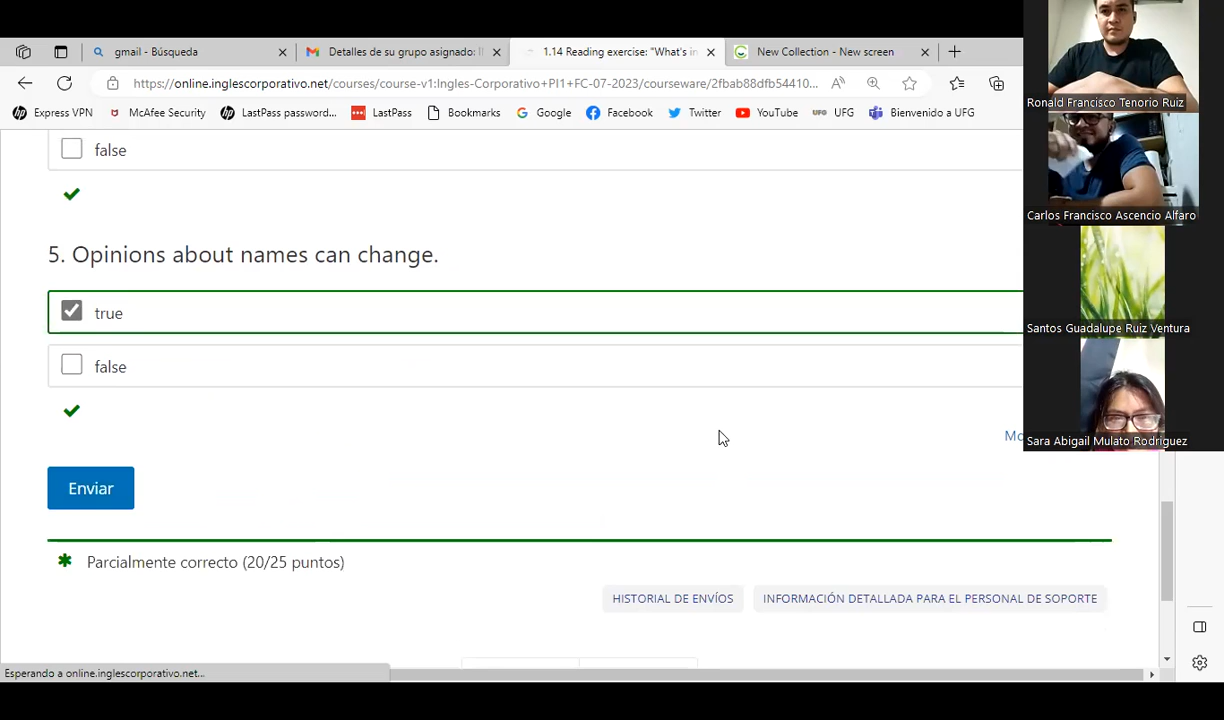 gmail - Búsqueda
Detalles de su grupo asignado: I
1.14 Reading exercise: "What's in
New Collection - New screen
https://online.inglescorporativo.net/courses/course-v1:Ingles-Corporativo+PI1+FC-07-2023/courseware/2fbab88dfb54410...
Express VPN
McAfee Security
LastPass password...
LastPass
Bookmarks
Google
Facebook
Twitter
YouTube
UFG
Bienvenido a UFG
false
5. Opinions about names can change.
true
false
Mo
Enviar
Parcialmente correcto (20/25 puntos)
HISTORIAL DE ENVÍOS
INFORMACIÓN DETALLADA PARA EL PERSONAL DE SOPORTE
Esperando a online.inglescorporativo.net...
Ronald Francisco Tenorio Ruiz
Carlos Francisco Ascencio Alfaro
Santos Guadalupe Ruiz Ventura
Sara Abigail Mulato Rodriguez